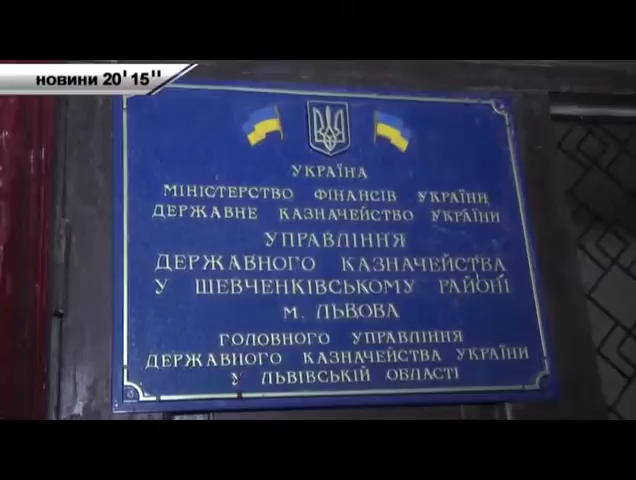 НОВИНИ 20'15"
УКРАЇНА
МІНІСТЕРСТВО ФІНАНСІВ УКРАЇНИ
ДЕРЖАВНЕ КАЗНАЧЕЙСТВО УКРАЇНИ
УПРАВЛІННЯ
ДЕРЖАВНОГО КАЗНАЧЕЙСТВА
У ШЕВЧЕНКІВСЬКОМУ РАЙОНІ
М. ЛЬВОВА
ГОЛОВНОГО УПРАВЛІННЯ
ДЕРЖАВНОГО КАЗНАЧЕЙСТВА УКРАЇНИ
У ЛЬВІВСЬКІЙ ОБЛАСТІ